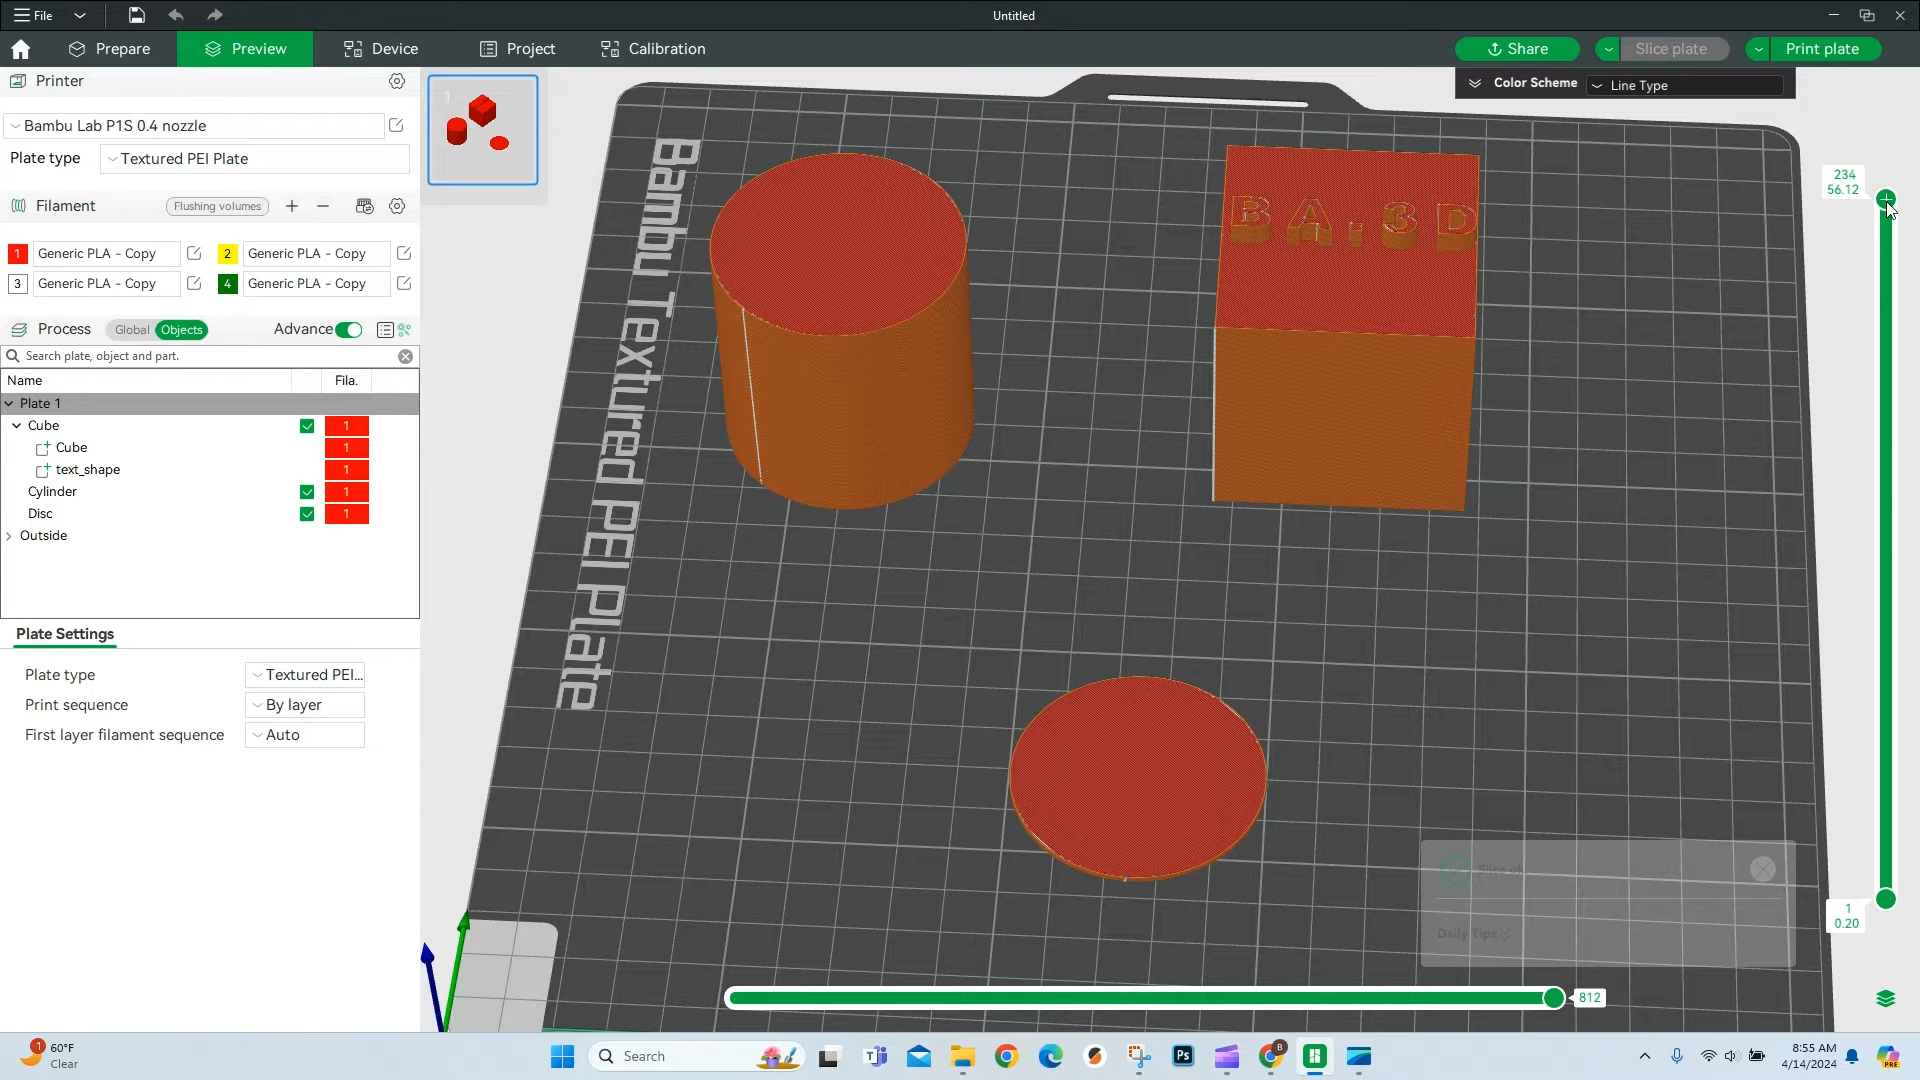 File
Untitled
Prepare
Preview
Device
Project
Calibration
Share
Slice plate
Print plate
Printer
Color Scheme
Line Type
Bambu Lab P1S 0.4 nozzle
Plate type
Textured PEI Plate
Filament
Flushing volumes
1 Generic PLA - Copy
2 Generic PLA - Copy
3 Generic PLA - Copy
4 Generic PLA - Copy
Process
Global
Objects
Advance
Search plate, object and part.
Name
Fila.
Plate 1
Cube 1
Cube 1
text_shape 1
Cylinder 1
Disc 1
Outside
Plate Settings
Plate type
Textured PEI...
Print sequence
By layer
First layer filament sequence
Auto
Bambu Textured PEI Plate
BA.3D
234
56.12
1
0.20
Daily Tips
812
1
60°F
Clear
Search
Ps
B
8:55 AM
4/14/2024
PRE